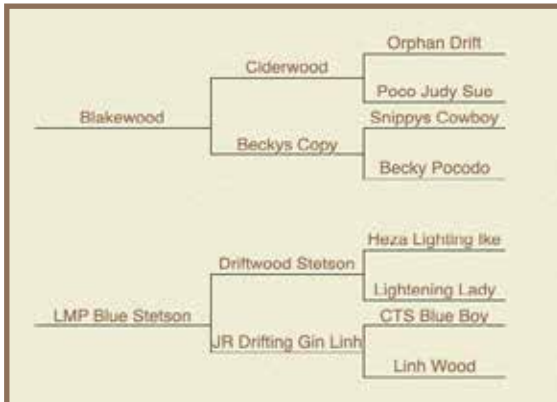 Orphan Drift
Ciderwood
Poco Judy Sue
Blakewood
Snippys Cowboy
Beckys Copy
Becky Pocodo
Heza Lighting Ike
Driftwood Stetson
Lightening Lady
LMP Blue Stetson
CTS Blue Boy
JR Drifting Gin Linh
Linh Wood